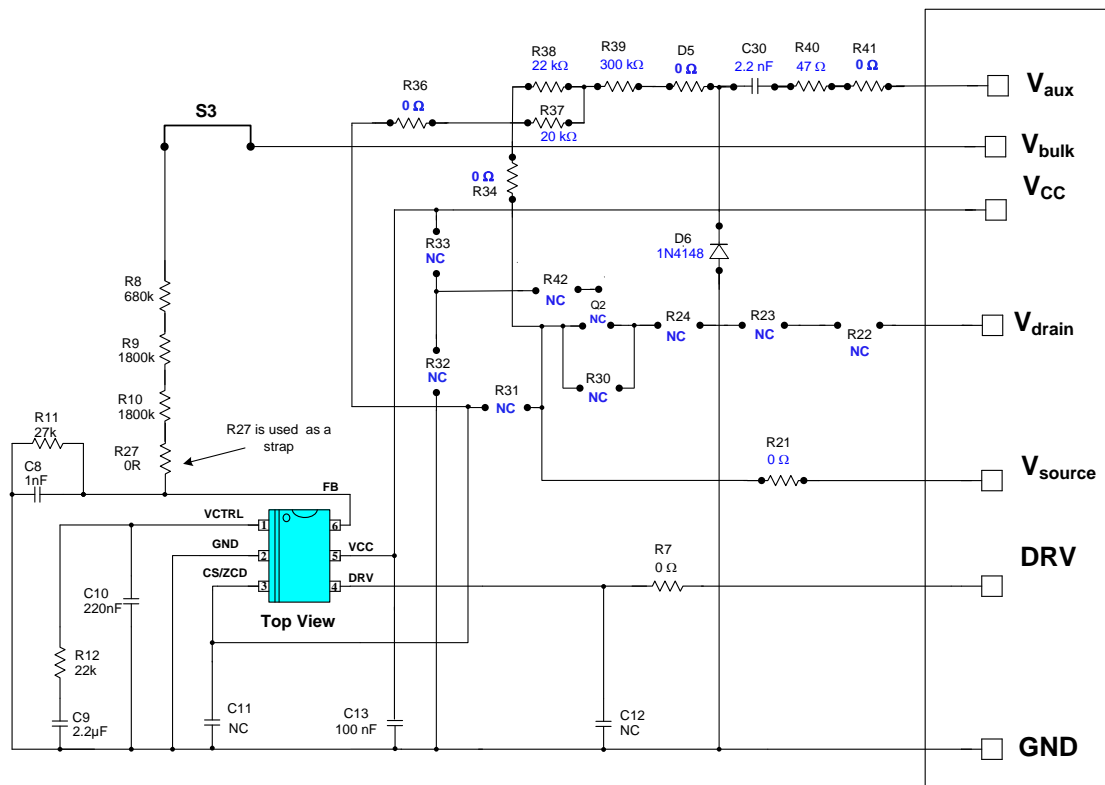 R38
22 kΩ
R39
300 kΩ
D5
0 Ω
C30
2.2 nF
R40
47 Ω
R41
0 Ω
Vaux
R36
0 Ω
R37
20 kΩ
S3
Vbulk
0 Ω
R34
VCC
R33
NC
D6
1N4148
R42
NC
R8
680k
Q2
NC
R24
NC
R23
NC
R22
NC
Vdrain
R9
1800k
R32
NC
R30
NC
R31
NC
R10
1800k
R11
27k
R27 is used as a
strap
R27
0R
R21
0 Ω
Vsource
C8
1nF
FB
VCTRL
1
6
GND
2
5
VCC
CS/ZCD
3
4
DRV
R7
0 Ω
DRV
C10
220nF
Top View
R12
22k
C9
2.2µF
C11
NC
C13
100 nF
C12
NC
GND